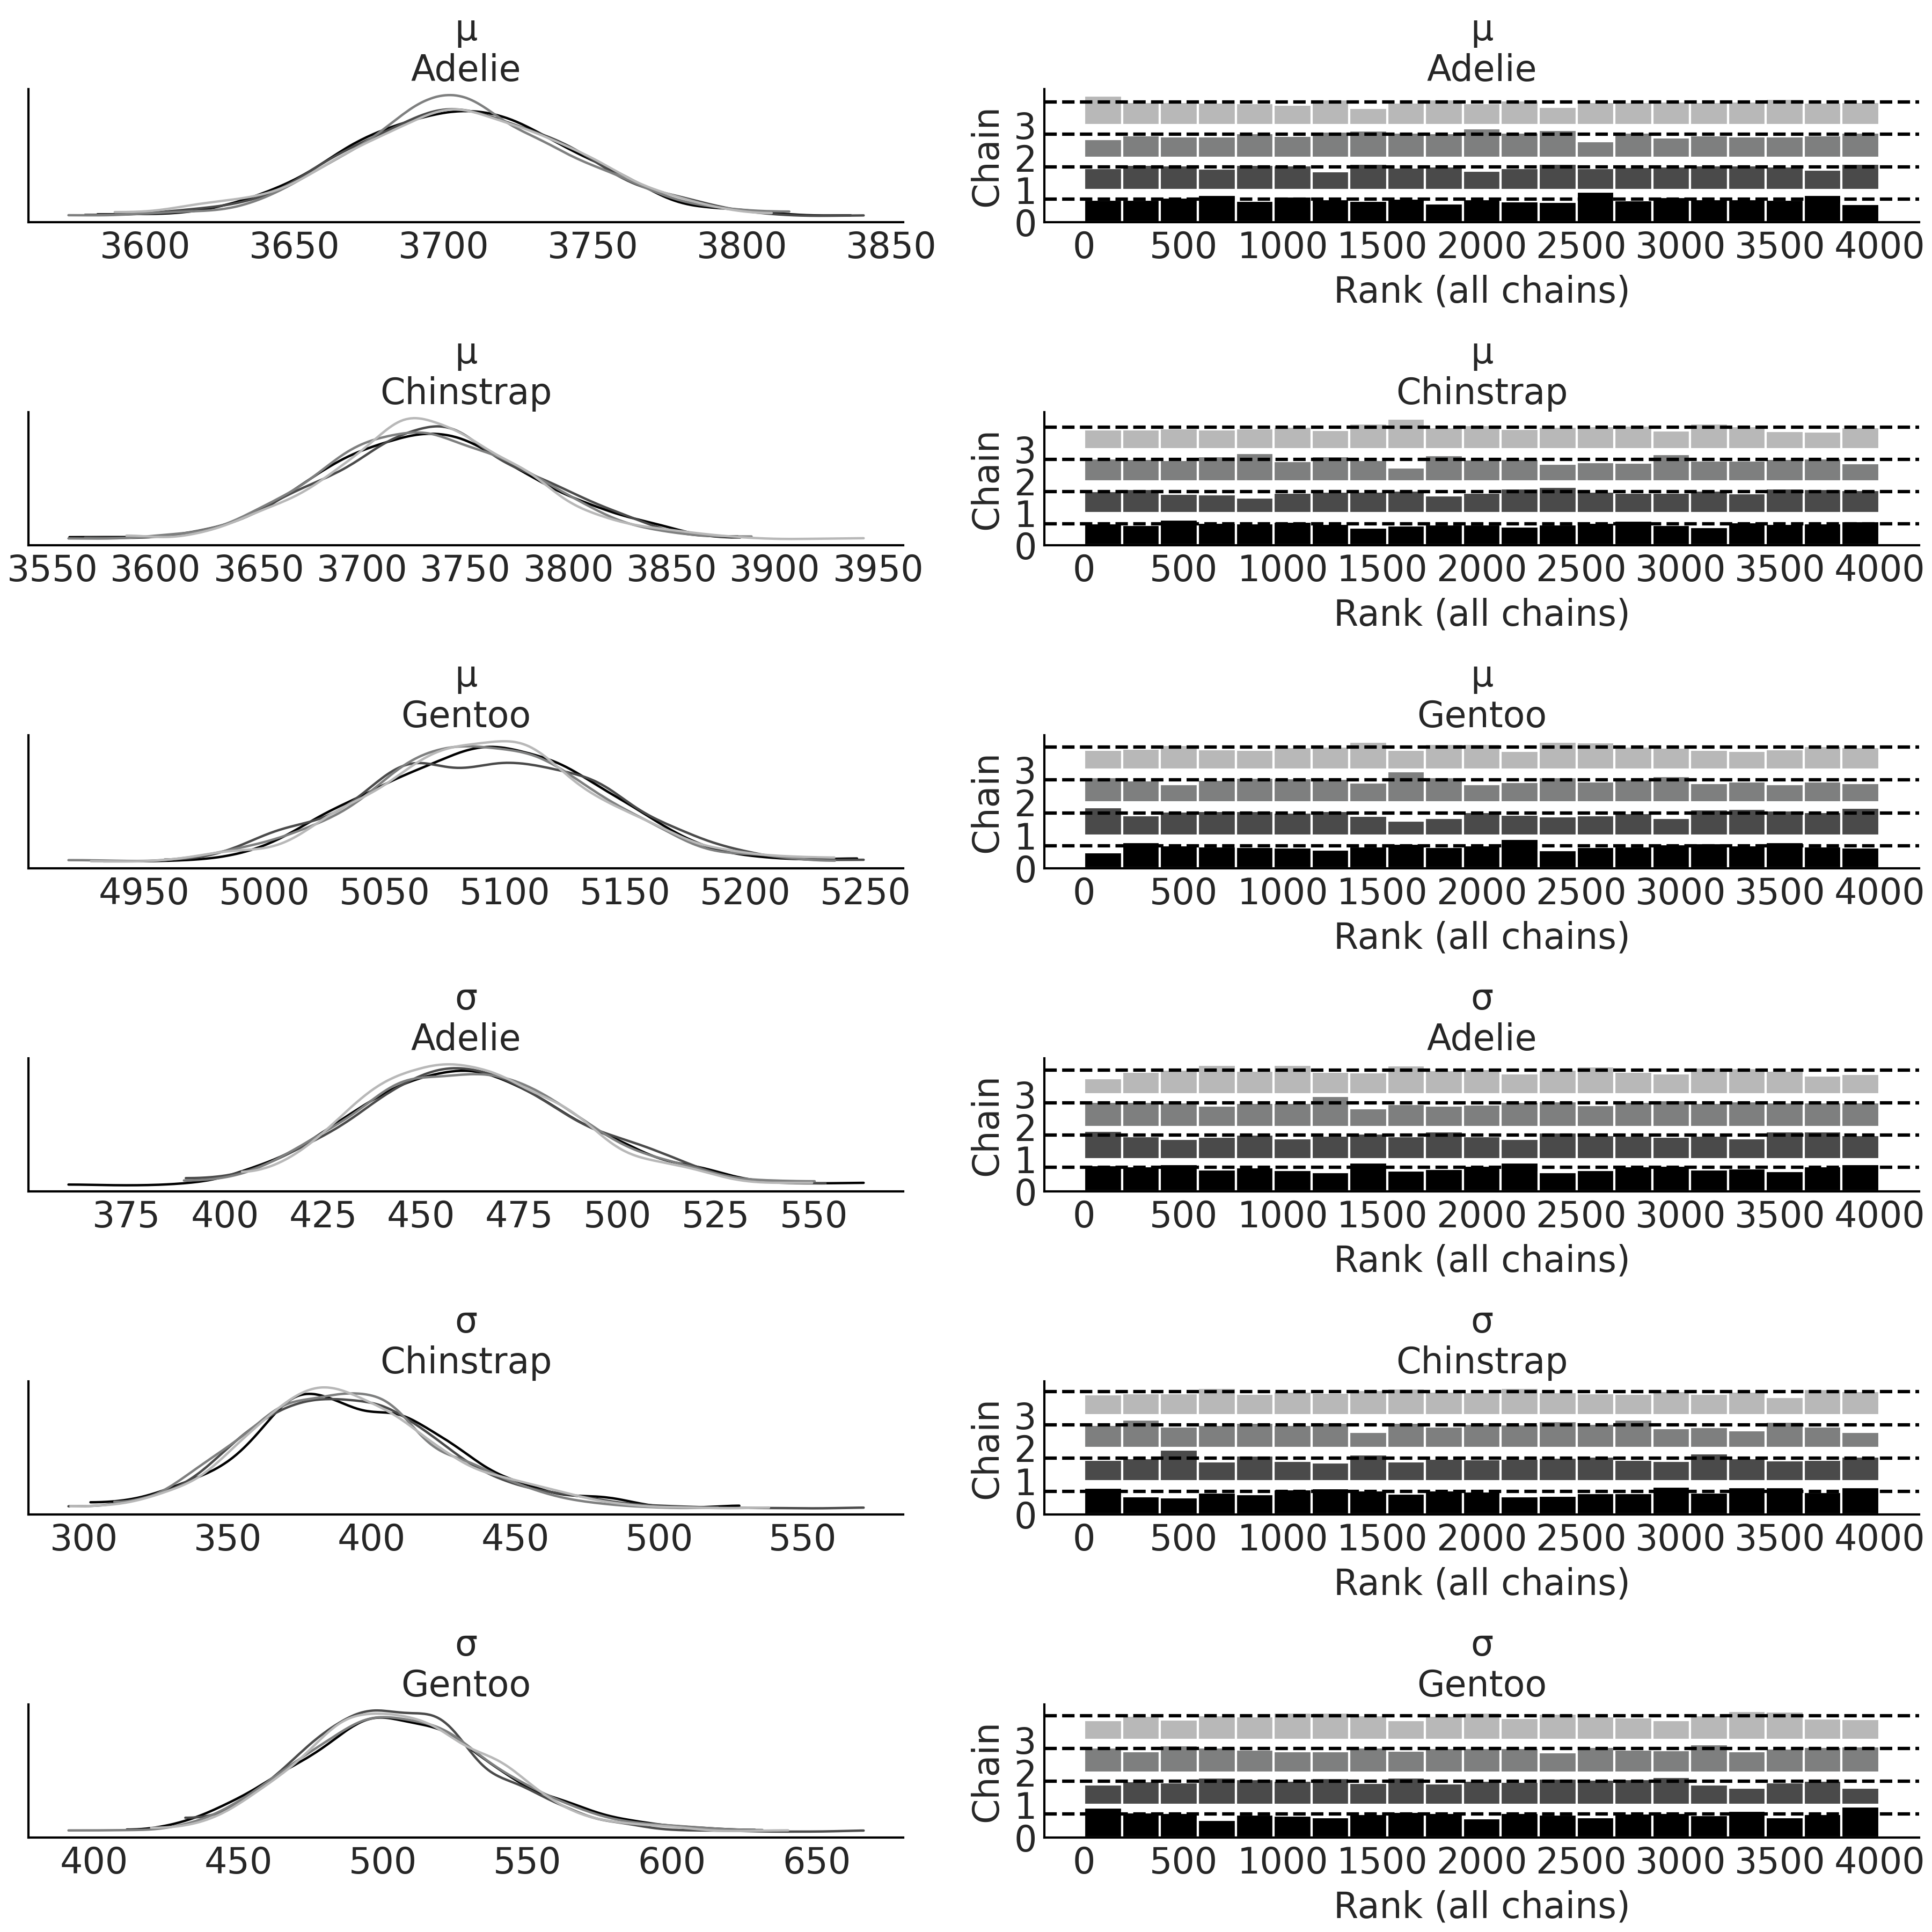 μ
Adelie
3600 3650 3700 3750 3800 3850
μ
Adelie
Chain
3
2
1
0
0 500 1000 1500 2000 2500 3000 3500 4000
Rank (all chains)
μ
Chinstrap
3550 3600 3650 3700 3750 3800 3850 3900 3950
μ
Chinstrap
Chain
3
2
1
0
0 500 1000 1500 2000 2500 3000 3500 4000
Rank (all chains)
μ
Gentoo
4950 5000 5050 5100 5150 5200 5250
μ
Gentoo
Chain
3
2
1
0
0 500 1000 1500 2000 2500 3000 3500 4000
Rank (all chains)
σ
Adelie
375 400 425 450 475 500 525 550
σ
Adelie
Chain
3
2
1
0
0 500 1000 1500 2000 2500 3000 3500 4000
Rank (all chains)
σ
Chinstrap
300 350 400 450 500 550
σ
Chinstrap
Chain
3
2
1
0
0 500 1000 1500 2000 2500 3000 3500 4000
Rank (all chains)
σ
Gentoo
400 450 500 550 600 650
σ
Gentoo
Chain
3
2
1
0
0 500 1000 1500 2000 2500 3000 3500 4000
Rank (all chains)